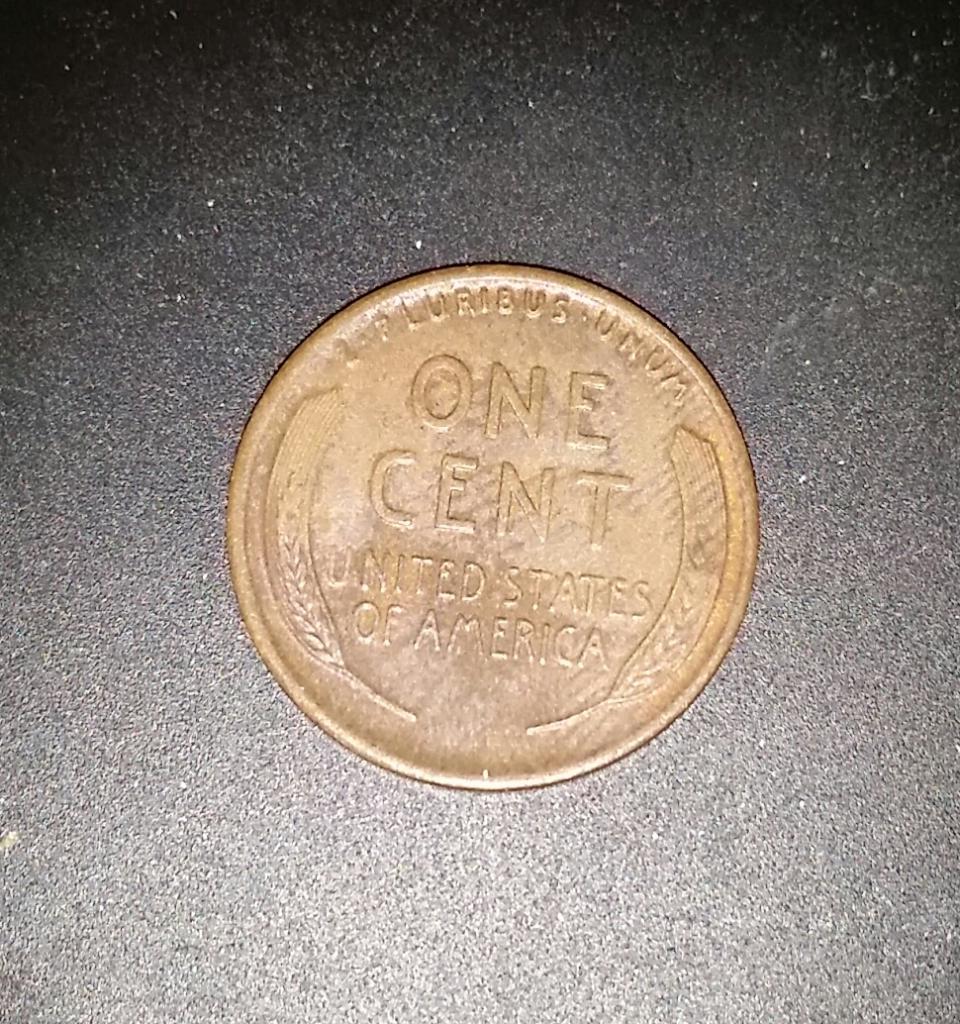 E·PLURIBUS·UNUM
ONE
CENT
UNITED STATES
OF AMERICA